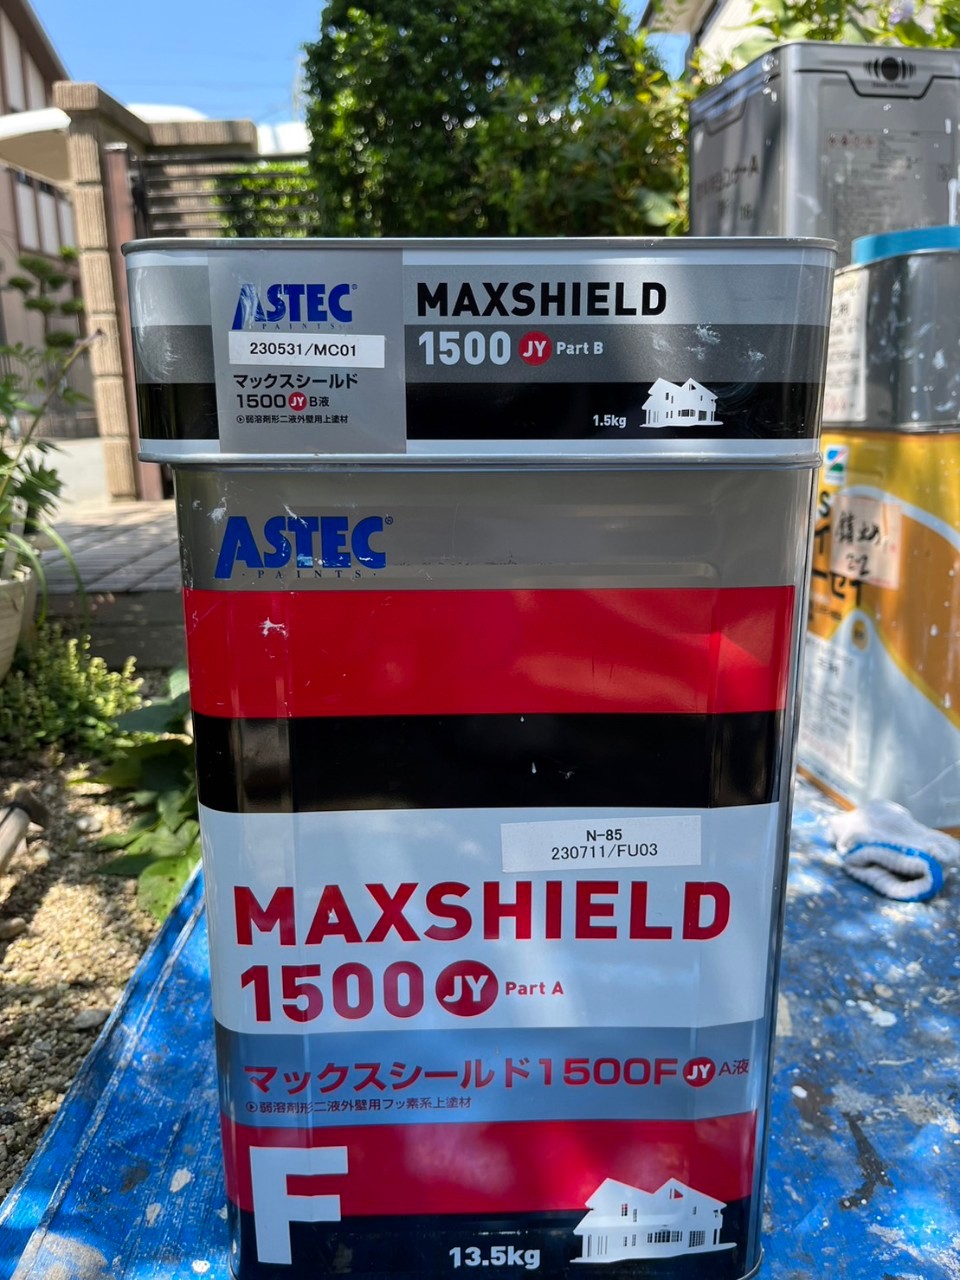 ASTEC®
PAINTS
230531/MC01
マックスシールド
1500 JY B液
弱溶剤形二液外壁用上塗材
MAXSHIELD
1500 JY Part B
1.5kg
ASTEC®
· PAINTS ·
N-85
230711/FU03
MAXSHIELD
1500 JY Part A
マックスシールド1500F JY A液
弱溶剤形二液外壁用フッ素系上塗材
F
13.5kg